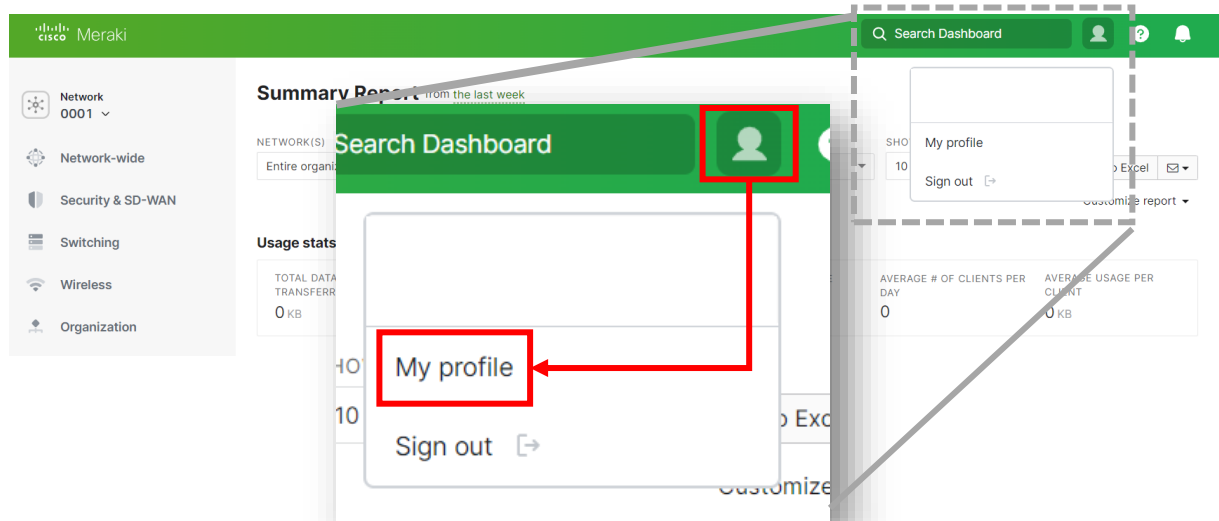 cisco Meraki
Search Dashboard
Network
0001
Network-wide
Security & SD-WAN
Switching
Wireless
Organization
Summary Report from the last week
NETWORK(S)
Entire organi
SHO
10
My profile
Sign out
o Excel
Customize report
Usage stats
TOTAL DATA
TRANSFERR
0 KB
AVERAGE # OF CLIENTS PER
DAY
0
AVERAGE USAGE PER
CLIENT
0 KB
Search Dashboard
HO
10
My profile
Sign out
o Exc
Customize